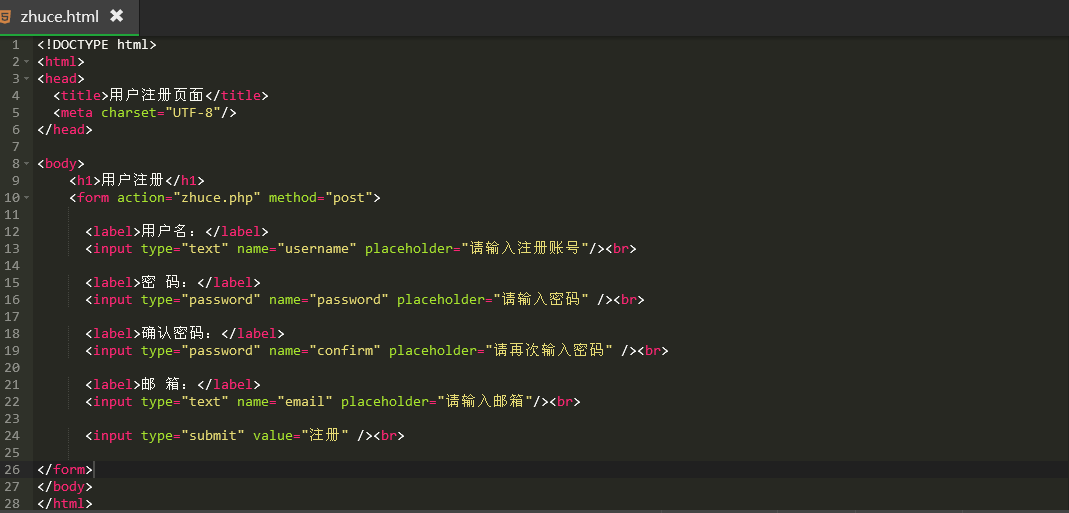 zhuce.html ✖
1 <!DOCTYPE html>
2 <html>
3 <head>
4   <title>用户注册页面</title>
5   <meta charset="UTF-8"/>
6 </head>
7
8 <body>
9     <h1>用户注册</h1>
10     <form action="zhuce.php" method="post">
11
12       <label>用户名：</label>
13       <input type="text" name="username" placeholder="请输入注册账号"/><br>
14
15       <label>密 码：</label>
16       <input type="password" name="password" placeholder="请输入密码" /><br>
17
18       <label>确认密码：</label>
19       <input type="password" name="confirm" placeholder="请再次输入密码" /><br>
20
21       <label>邮 箱：</label>
22       <input type="text" name="email" placeholder="请输入邮箱"/><br>
23
24       <input type="submit" value="注册" /><br>
25
26 </form>
27 </body>
28 </html>